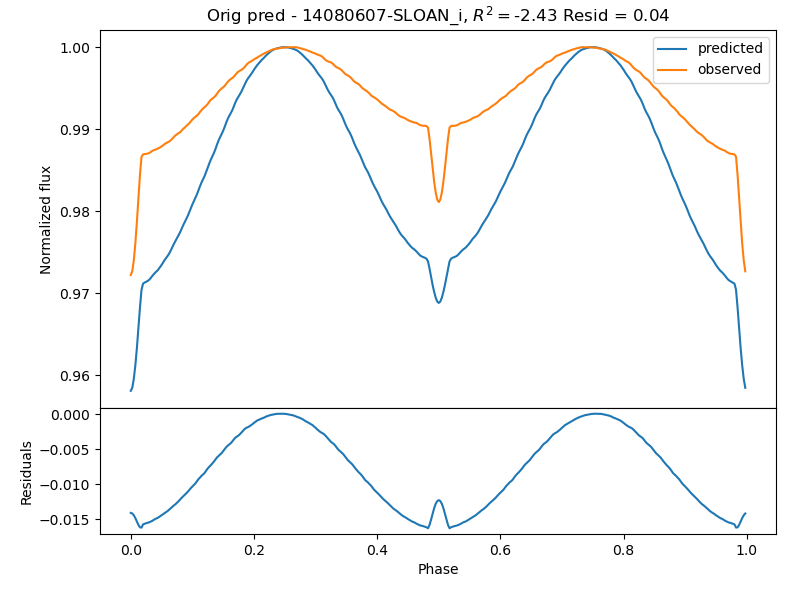 Orig pred - 14080607-SLOAN_i, R² = -2.43 Resid = 0.04
predicted
observed
Normalized flux
1.00
0.99
0.98
0.97
0.96
Residuals
0.000
−0.005
−0.010
−0.015
0.0 0.2 0.4 0.6 0.8 1.0
Phase